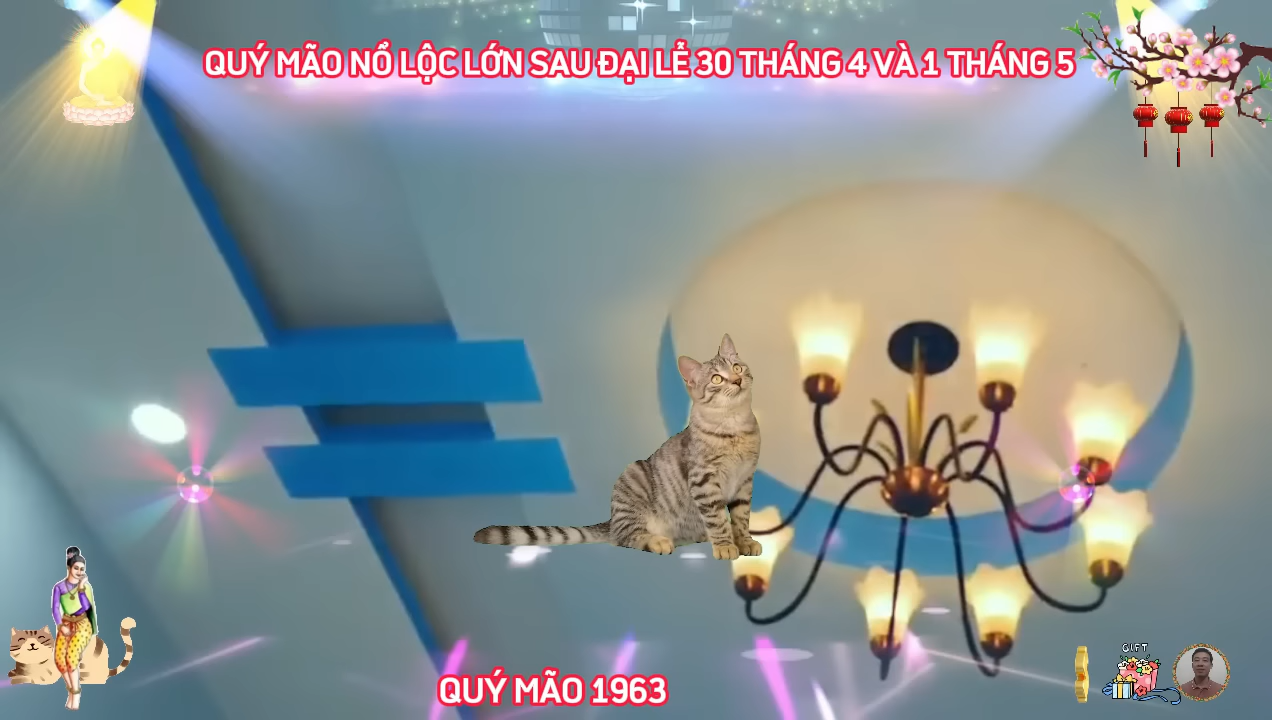 QUÝ MÃO NỔ LỘC LỚN SAU ĐẠI LỄ 30 THÁNG 4 VÀ 1 THÁNG 5
GIFT
QUÝ MÃO 1963